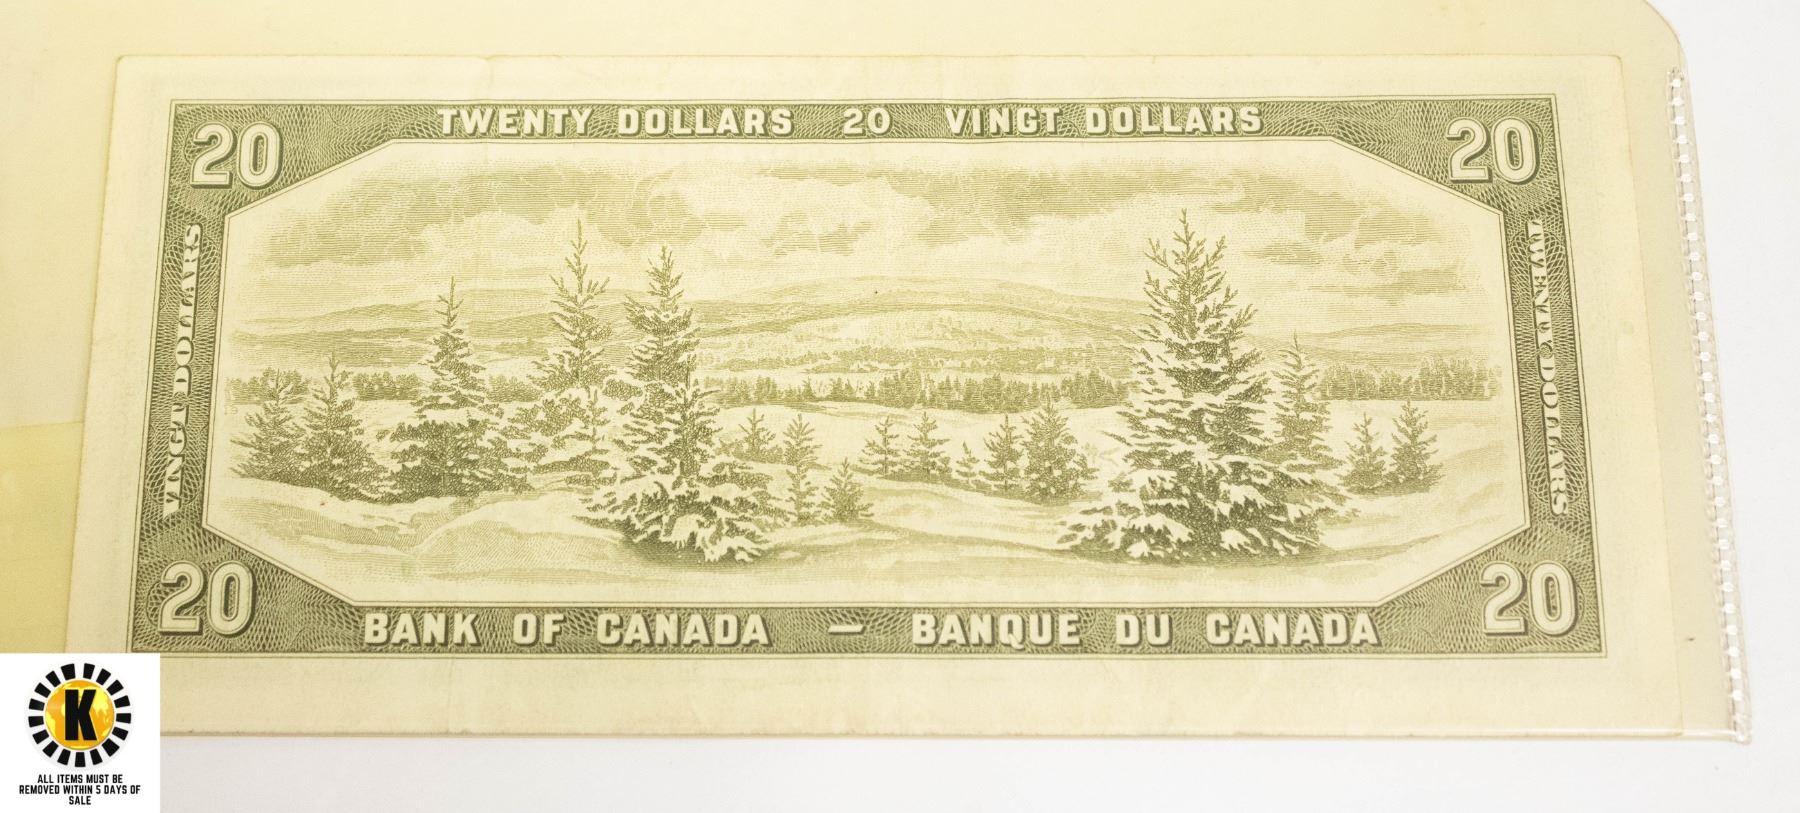 TWENTY DOLLARS 20 VINGT DOLLARS
20
20
VINGT DOLLARS
TWENTY DOLLARS
20
20
BANK OF CANADA — BANQUE DU CANADA
K
ALL ITEMS MUST BE
REMOVED WITHIN 5 DAYS OF
SALE